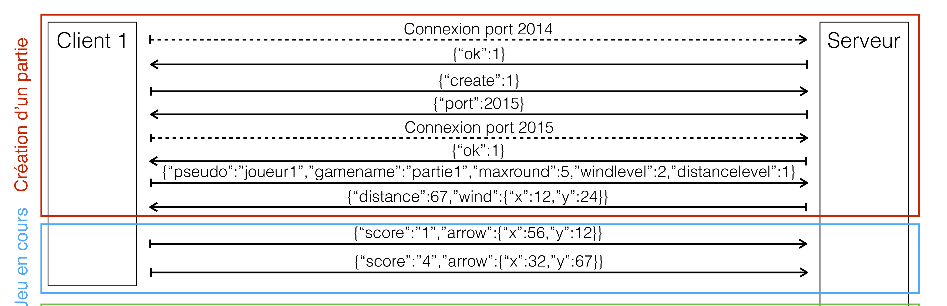 Création d'un partie
Jeu en cours
Client 1
Serveur
Connexion port 2014
{"ok":1}
{"create":1}
{"port":2015}
Connexion port 2015
{"ok":1}
{"pseudo":"joueur1","gamename":"partie1","maxround":5,"windlevel":2,"distancelevel":1}
{"distance":67,"wind":{"x":12,"y":24}}
{"score":"1","arrow":{"x":56,"y":12}}
{"score":"4","arrow":{"x":32,"y":67}}